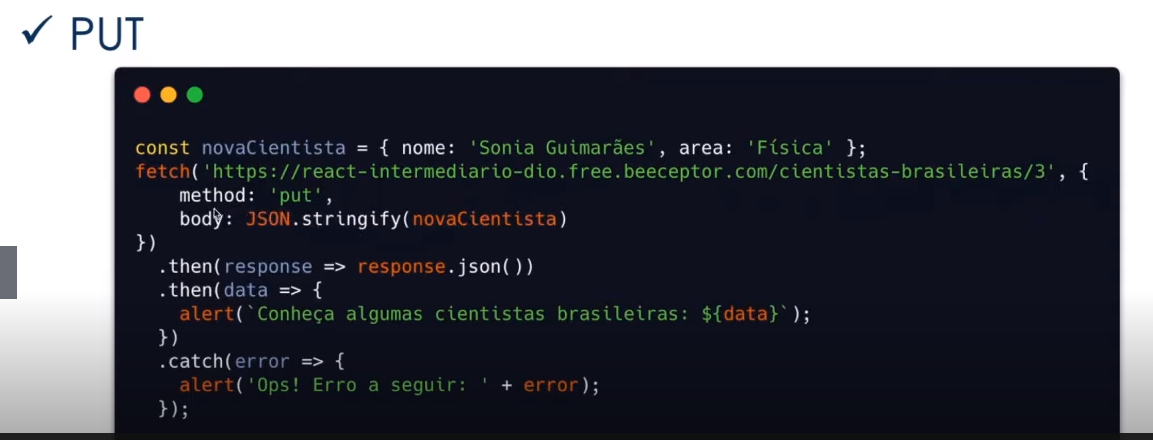 ✓ PUT
const novaCientista = { nome: 'Sonia Guimarães', area: 'Física' };
fetch('https://react-intermediario-dio.free.beeceptor.com/cientistas-brasileiras/3', {
    method: 'put',
    body: JSON.stringify(novaCientista)
})
  .then(response => response.json())
  .then(data => {
    alert(`Conheça algumas cientistas brasileiras: ${data}`);
  })
  .catch(error => {
    alert('Ops! Erro a seguir: ' + error);
  });